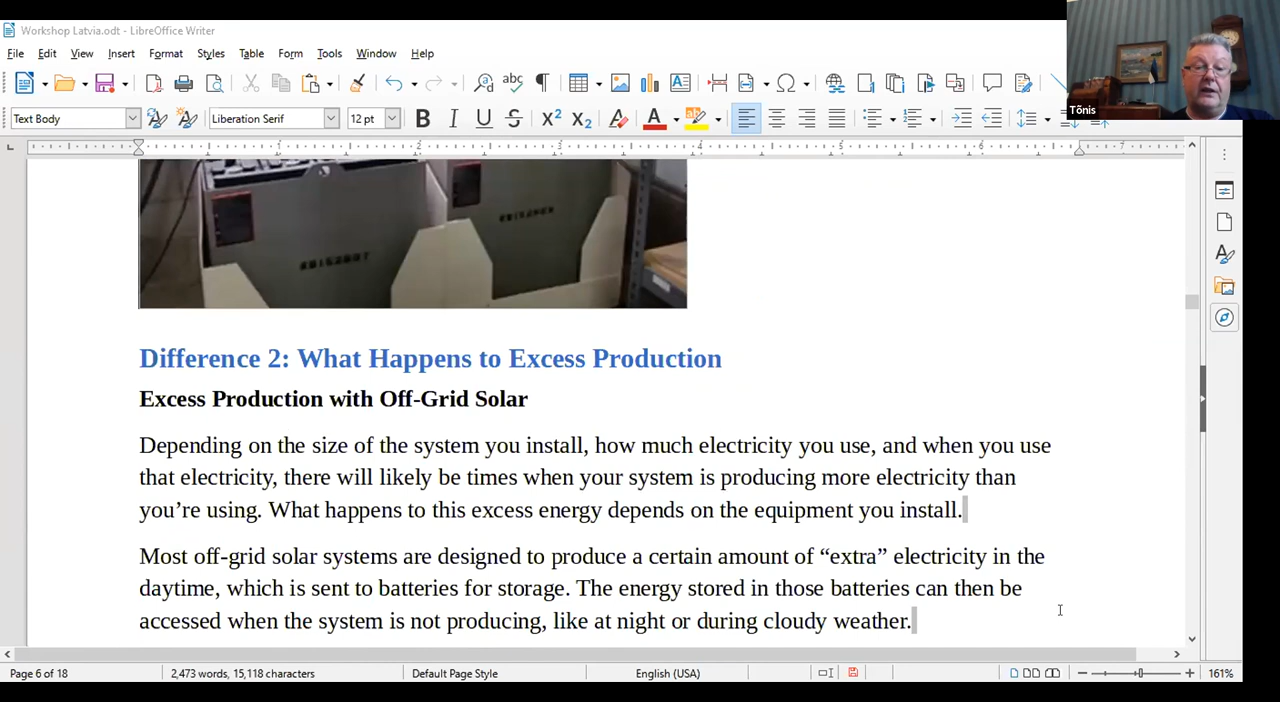 Workshop Latvia.odt - LibreOffice Writer
File Edit View Insert Format Styles Table Form Tools Window Help
Tõnis
Text Body Liberation Serif 12 pt
1 2 3 4 5 6 7
Difference 2: What Happens to Excess Production
Excess Production with Off-Grid Solar
Depending on the size of the system you install, how much electricity you use, and when you use
that electricity, there will likely be times when your system is producing more electricity than
you’re using. What happens to this excess energy depends on the equipment you install.
Most off-grid solar systems are designed to produce a certain amount of “extra” electricity in the
daytime, which is sent to batteries for storage. The energy stored in those batteries can then be
accessed when the system is not producing, like at night or during cloudy weather.
Page 6 of 18 2,473 words, 15,118 characters Default Page Style English (USA) 161%